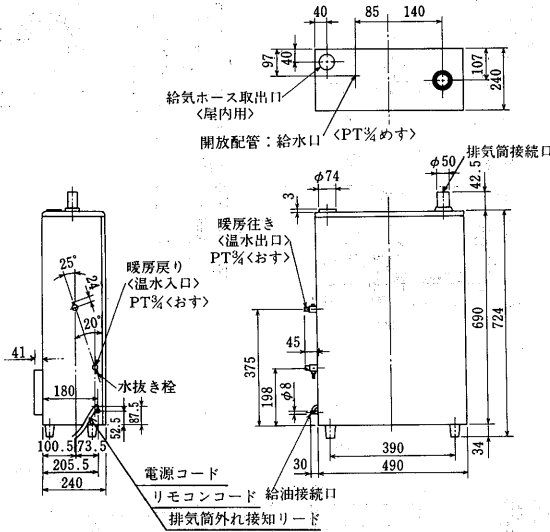 40
85
140
97
40
107
240
給気ホース取出口
〈屋内用〉
開放配管：給水口
〈PT¾めす〉
排気筒接続口
φ50
42.5
φ74
3
暖房往き
〈温水出口〉
PT¾〈おす〉
25°
24
暖房戻り
〈温水入口〉
PT¾〈おす〉
20°
41
45
375
198
φ8
690
724
180
水抜き栓
52.5
87.5
100.5
73.5
205.5
240
30
390
490
34
電源コード
給油接続口
リモコンコード
排気筒外れ接知リード